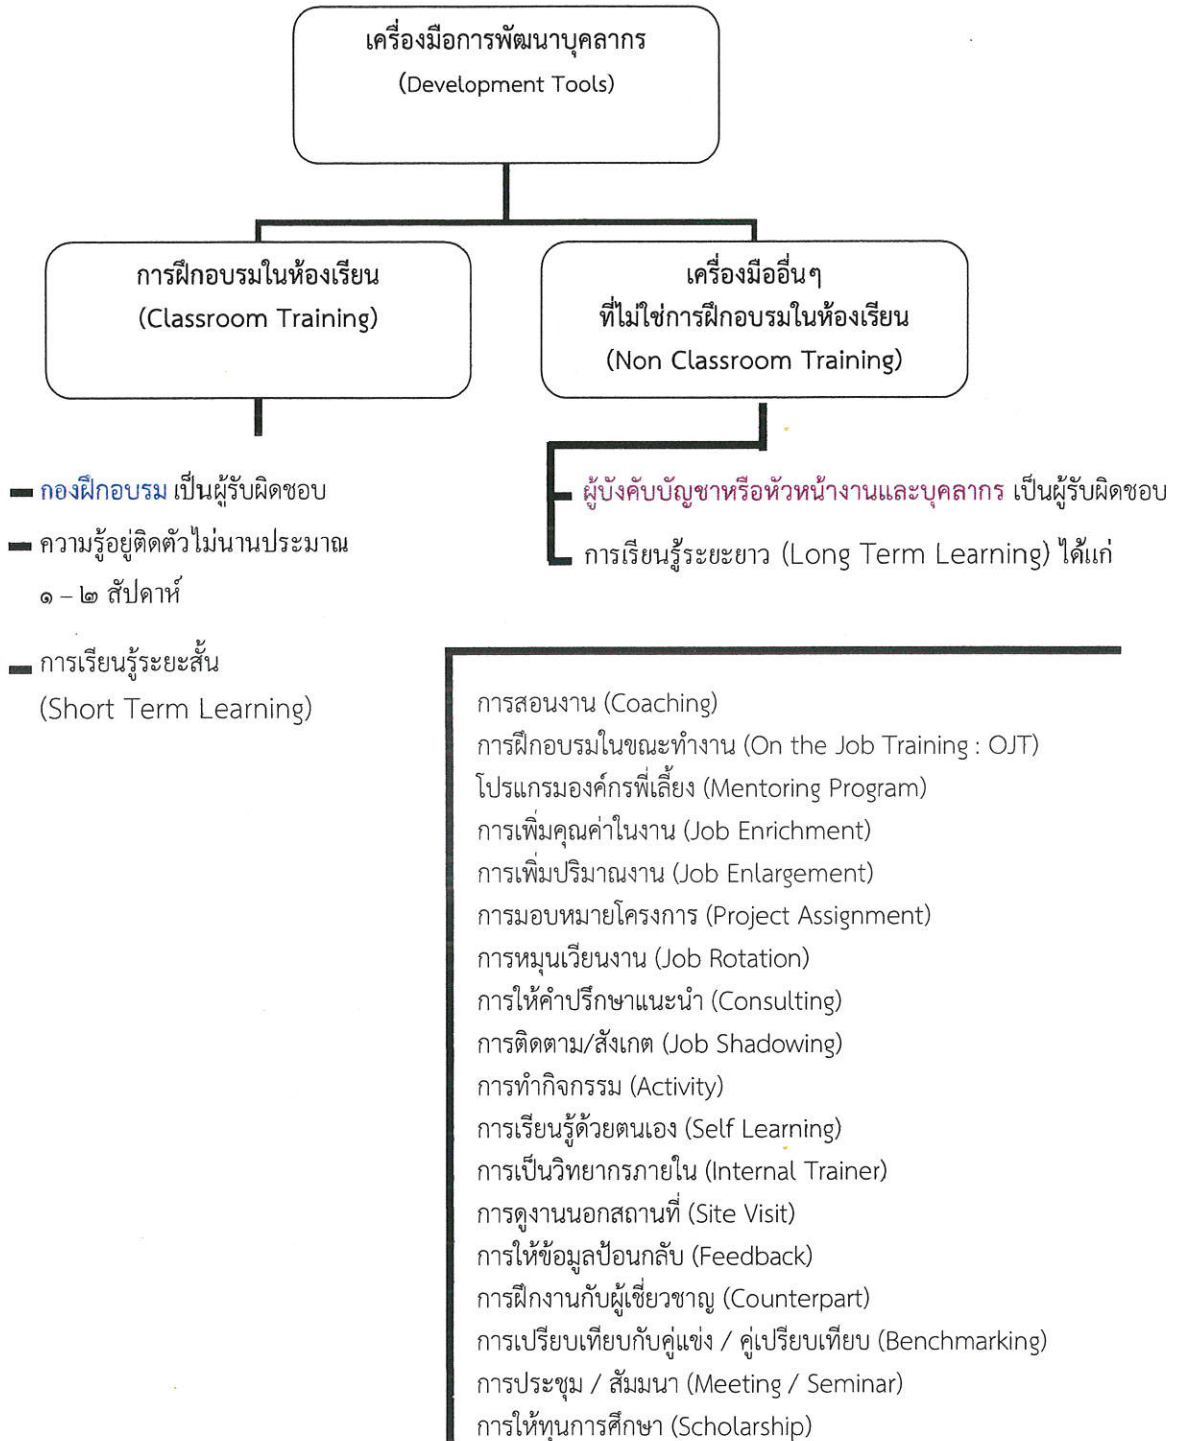 เครื่องมือการพัฒนาบุคลากร
(Development Tools)
การฝึกอบรมในห้องเรียน
(Classroom Training)
เครื่องมืออื่นๆ
ที่ไม่ใช่การฝึกอบรมในห้องเรียน
(Non Classroom Training)
กองฝึกอบรม เป็นผู้รับผิดชอบ
ความรู้อยู่ติดตัวไม่นานประมาณ
๑ – ๒ สัปดาห์
การเรียนรู้ระยะสั้น
(Short Term Learning)
ผู้บังคับบัญชาหรือหัวหน้างานและบุคลากร เป็นผู้รับผิดชอบ
การเรียนรู้ระยะยาว (Long Term Learning) ได้แก่
การสอนงาน (Coaching)
การฝึกอบรมในขณะทำงาน (On the Job Training : OJT)
โปรแกรมองค์กรพี่เลี้ยง (Mentoring Program)
การเพิ่มคุณค่าในงาน (Job Enrichment)
การเพิ่มปริมาณงาน (Job Enlargement)
การมอบหมายโครงการ (Project Assignment)
การหมุนเวียนงาน (Job Rotation)
การให้คำปรึกษาแนะนำ (Consulting)
การติดตาม/สังเกต (Job Shadowing)
การทำกิจกรรม (Activity)
การเรียนรู้ด้วยตนเอง (Self Learning)
การเป็นวิทยากรภายใน (Internal Trainer)
การดูงานนอกสถานที่ (Site Visit)
การให้ข้อมูลป้อนกลับ (Feedback)
การฝึกงานกับผู้เชี่ยวชาญ (Counterpart)
การเปรียบเทียบกับคู่แข่ง / คู่เปรียบเทียบ (Benchmarking)
การประชุม / สัมมนา (Meeting / Seminar)
การให้ทุนการศึกษา (Scholarship)